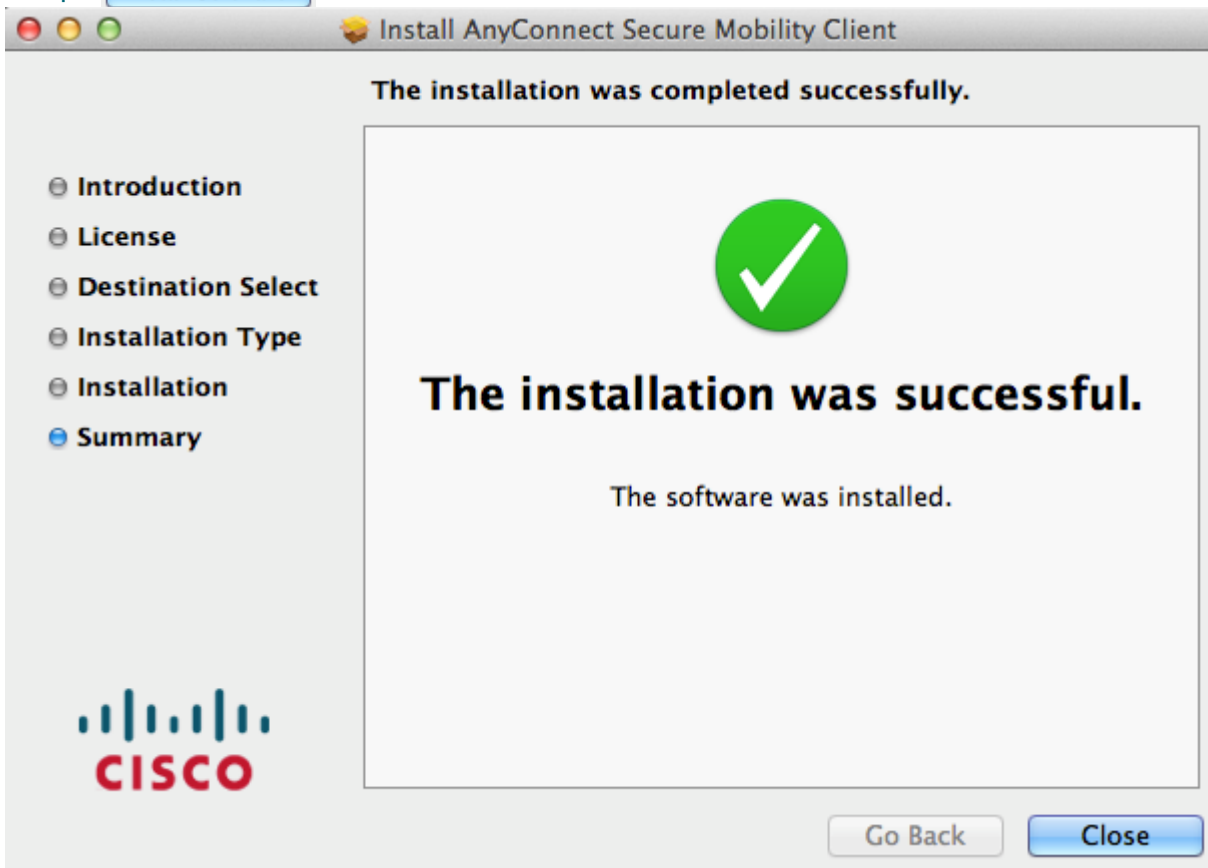 Install AnyConnect Secure Mobility Client
The installation was completed successfully.
Introduction
License
Destination Select
Installation Type
Installation
Summary
The installation was successful.
The software was installed.
CISCO
Go Back
Close